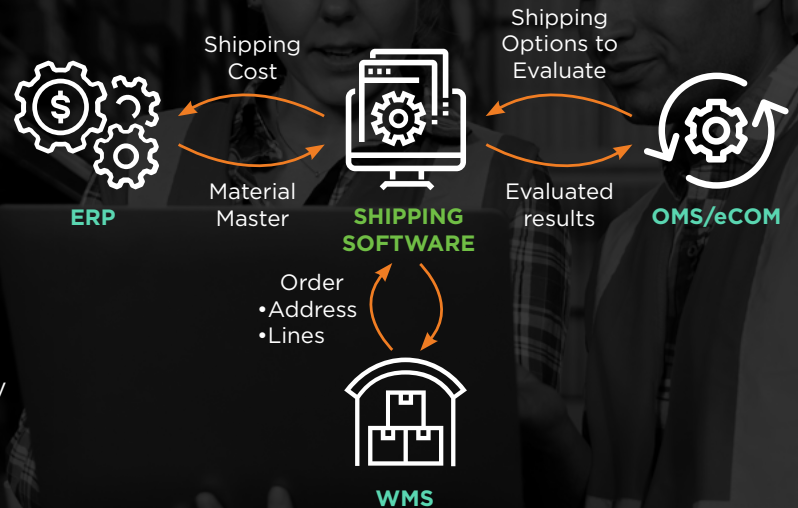 Shipping
Cost
Shipping
Options to
Evaluate
$
Material
Master
Evaluated
results
ERP
SHIPPING
SOFTWARE
OMS/eCOM
Order
•Address
•Lines
/
WMS